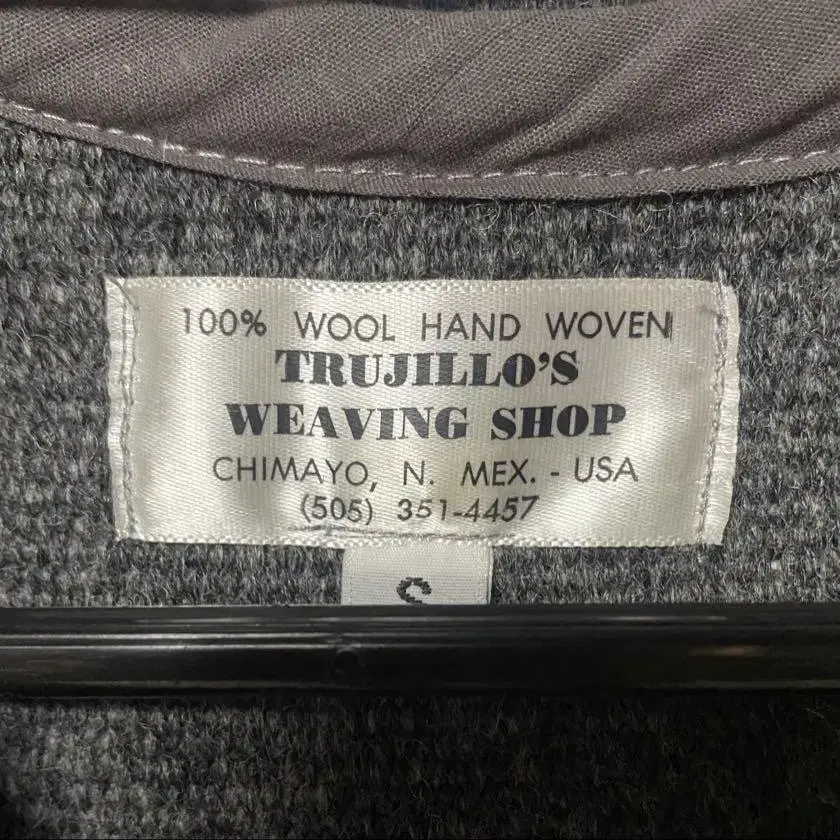 100% WOOL HAND WOVEN
TRUJILLO'S
WEAVING SHOP
CHIMAYO, N. MEX. - USA
(505) 351-4457
S